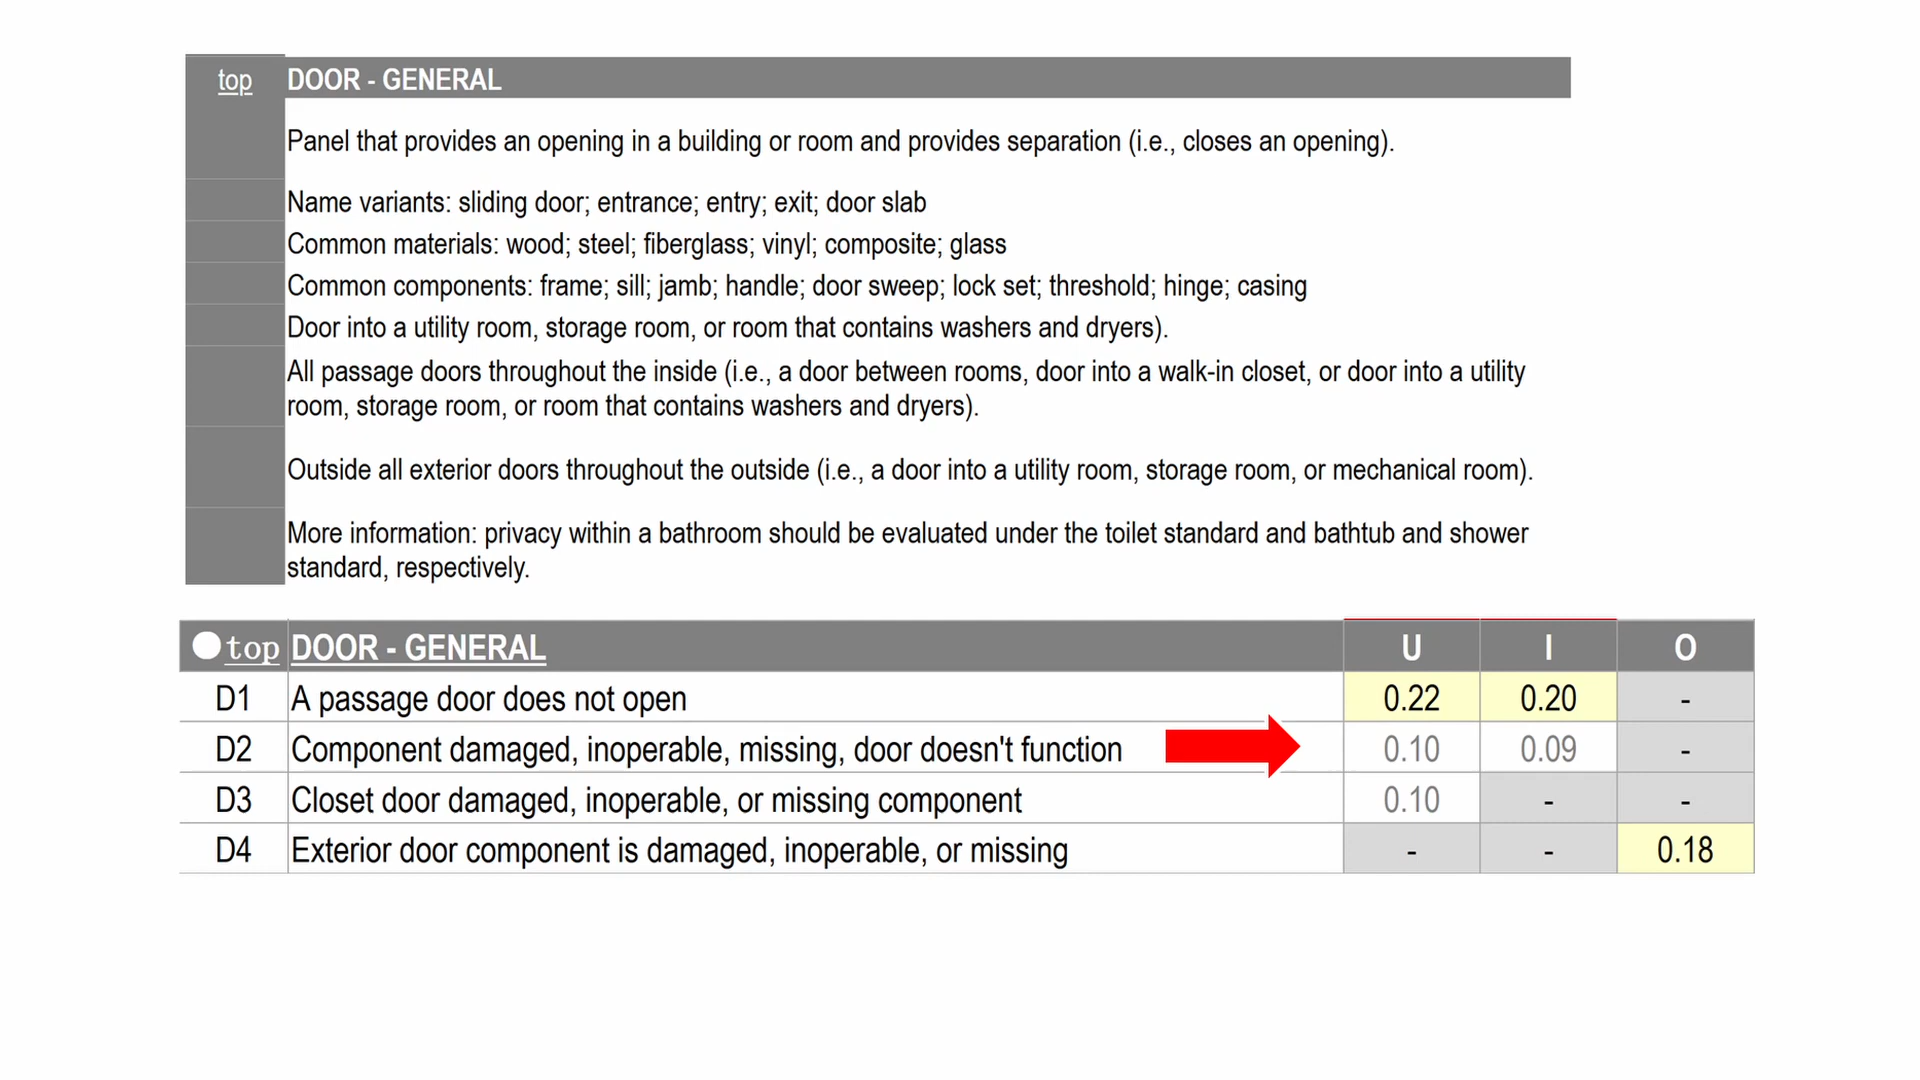 top DOOR - GENERAL
Panel that provides an opening in a building or room and provides separation (i.e., closes an opening).
Name variants: sliding door; entrance; entry; exit; door slab
Common materials: wood; steel; fiberglass; vinyl; composite; glass
Common components: frame; sill; jamb; handle; door sweep; lock set; threshold; hinge; casing
Door into a utility room, storage room, or room that contains washers and dryers).
All passage doors throughout the inside (i.e., a door between rooms, door into a walk-in closet, or door into a utility
room, storage room, or room that contains washers and dryers).
Outside all exterior doors throughout the outside (i.e., a door into a utility room, storage room, or mechanical room).
More information: privacy within a bathroom should be evaluated under the toilet standard and bathtub and shower
standard, respectively.
top DOOR - GENERAL U I O
D1 A passage door does not open 0.22 0.20 -
D2 Component damaged, inoperable, missing, door doesn't function 0.10 0.09 -
D3 Closet door damaged, inoperable, or missing component 0.10 - -
D4 Exterior door component is damaged, inoperable, or missing - - 0.18